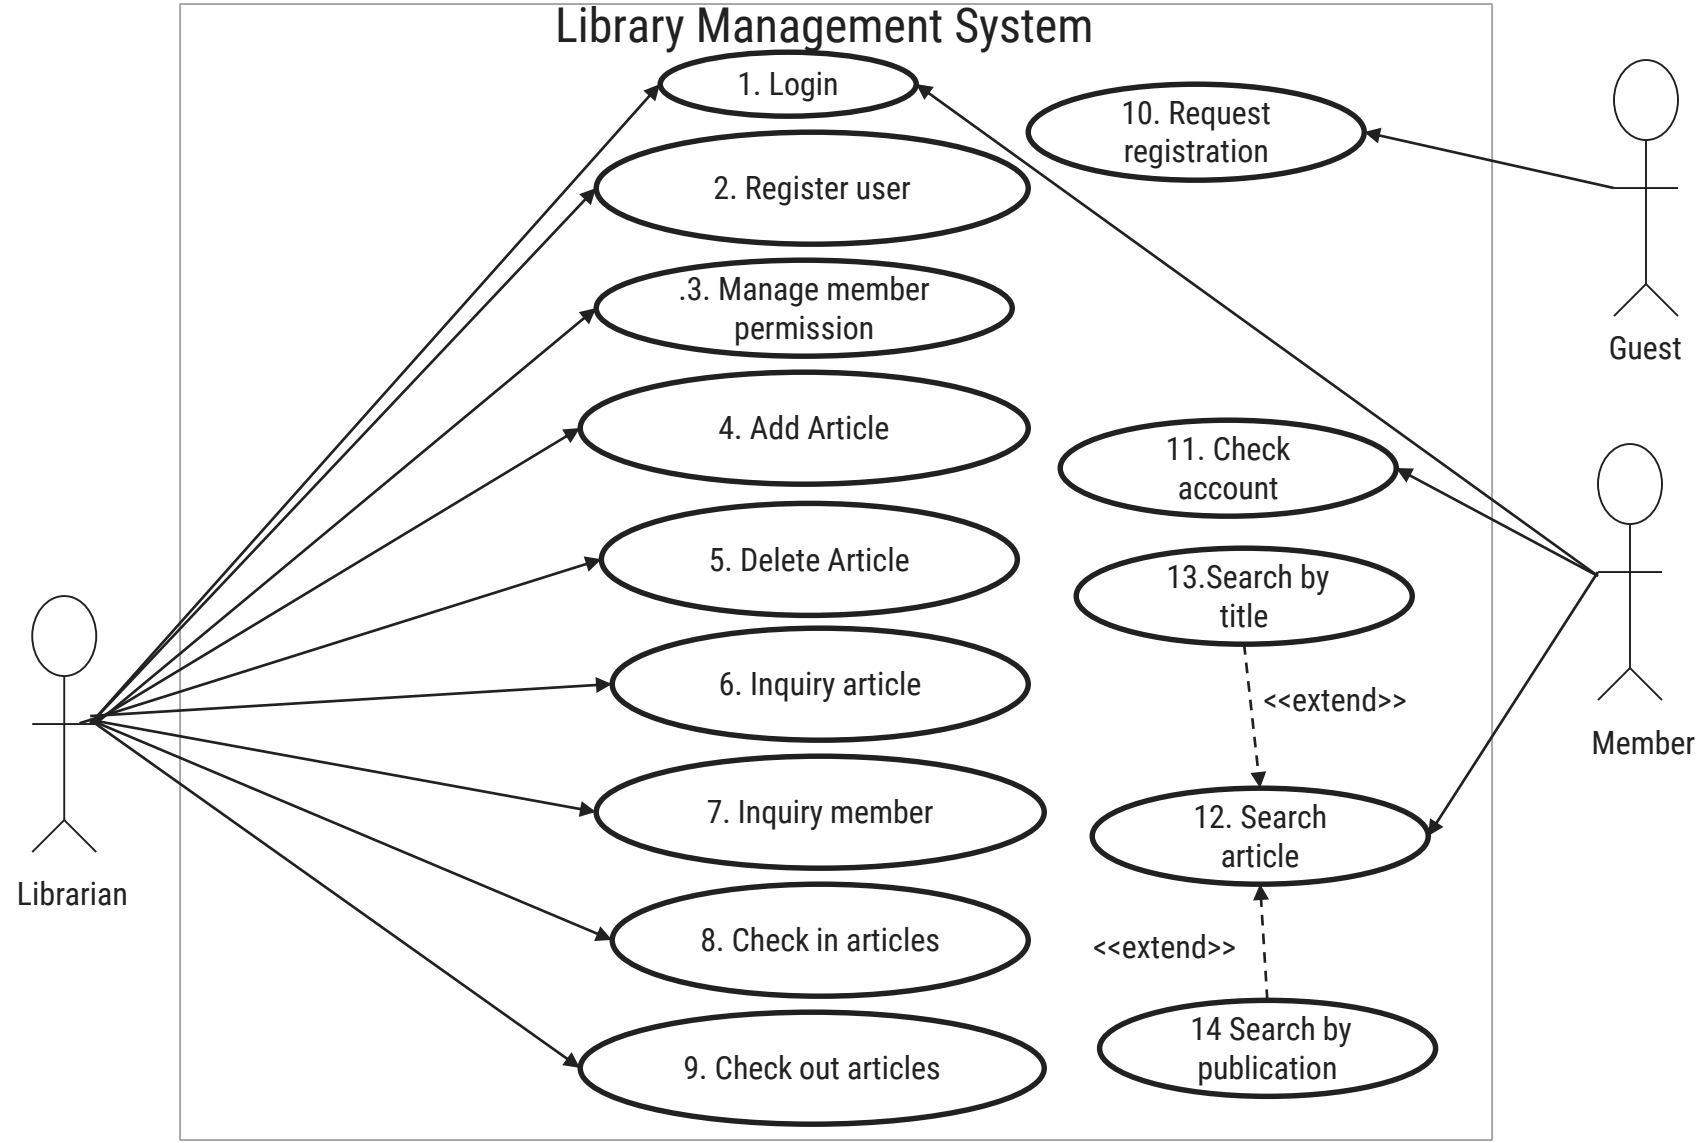 Library Management System
1. Login
2. Register user
.3. Manage member
permission
4. Add Article
5. Delete Article
6. Inquiry article
7. Inquiry member
8. Check in articles
9. Check out articles
10. Request
registration
11. Check
account
13.Search by
title
<<extend>>
12. Search
article
<<extend>>
14 Search by
publication
Librarian
Guest
Member